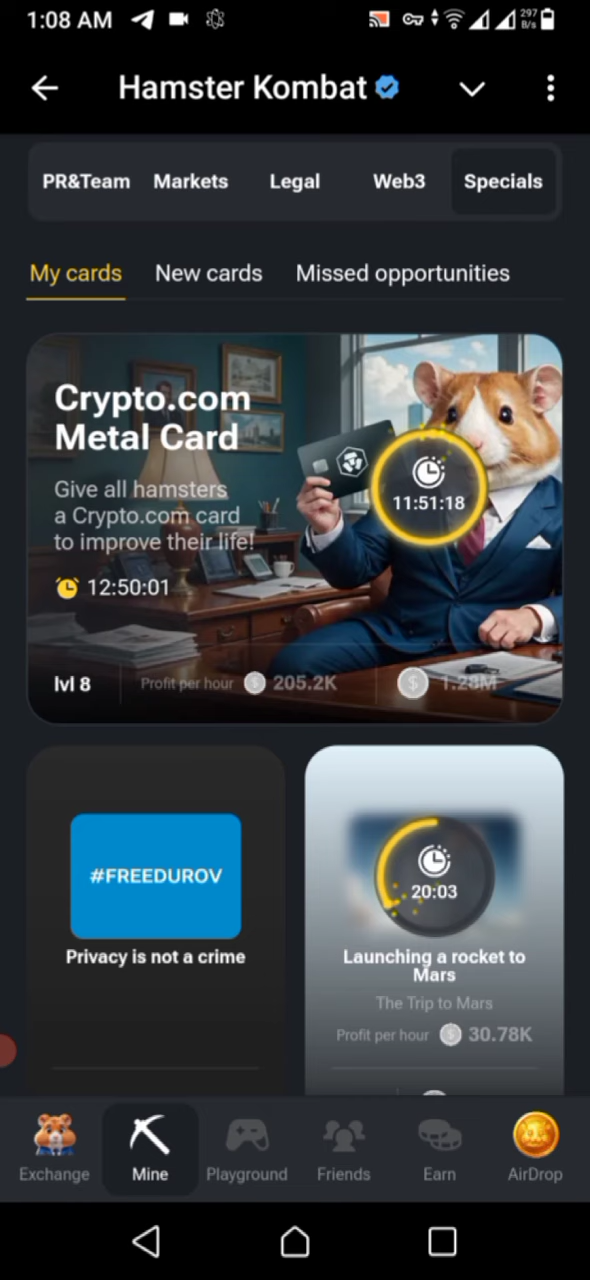 1:08 AM
297
B/s
Hamster Kombat
PR&Team Markets Legal Web3 Specials
My cards New cards Missed opportunities
Crypto.com
Metal Card
Give all hamsters
a Crypto.com card
to improve their life!
11:51:18
12:50:01
lvl 8 Profit per hour 205.2K 1.28M
#FREEDUROV
Privacy is not a crime
20:03
Launching a rocket to
Mars
The Trip to Mars
Profit per hour 30.78K
Exchange Mine Playground Friends Earn AirDrop